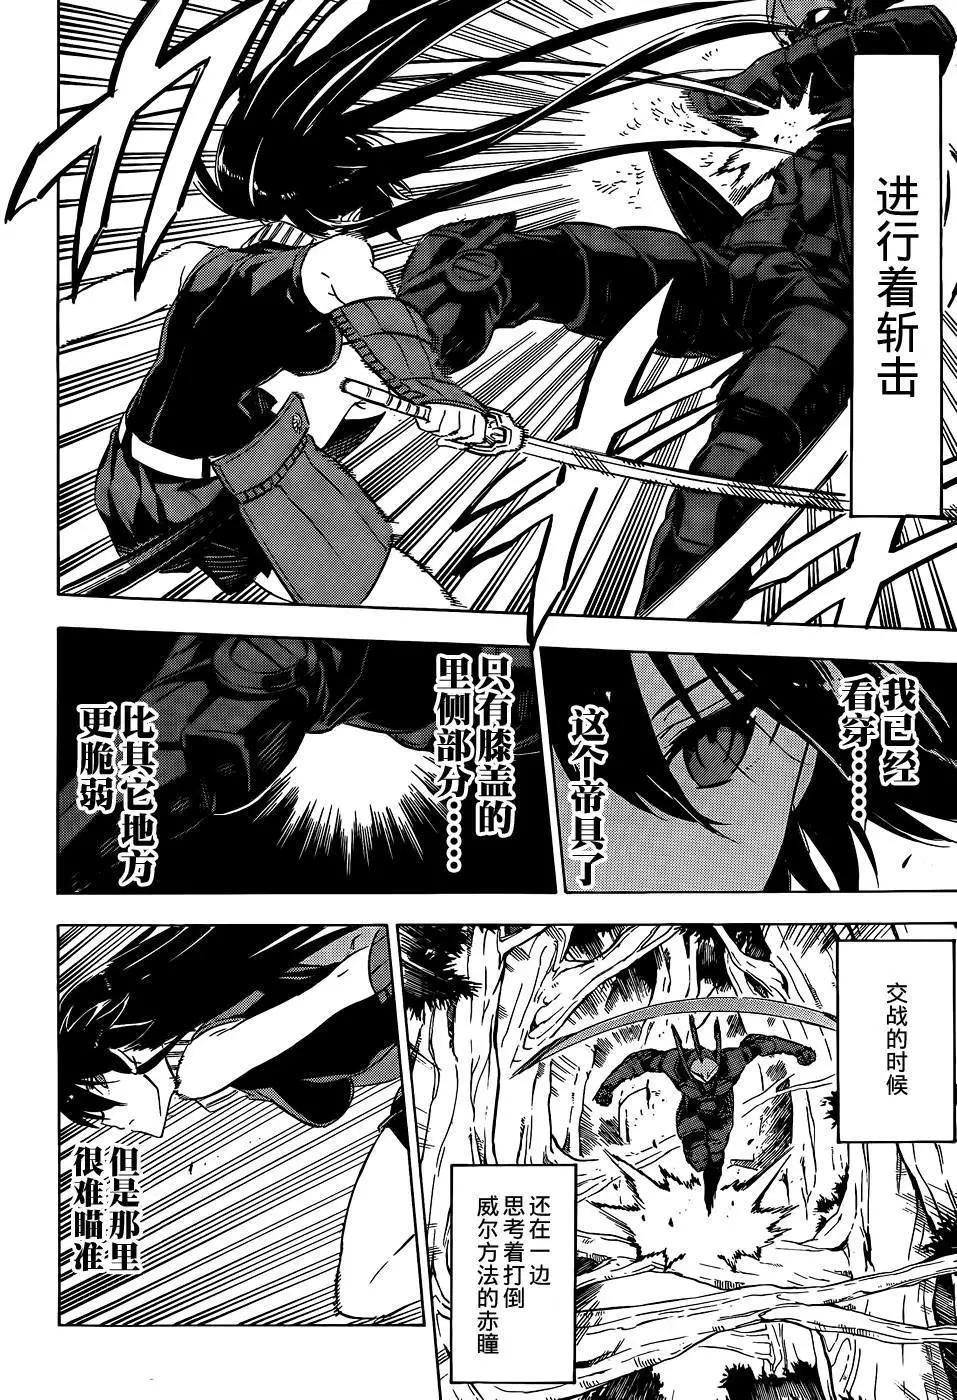 进行着斩击
我已经
看穿……
这个帝具了
只有膝盖的
里侧部分……
比其它地方
更脆弱
交战的时候
还在一边
思考着打倒
威尔方法的赤瞳
但是那里
很难瞄准